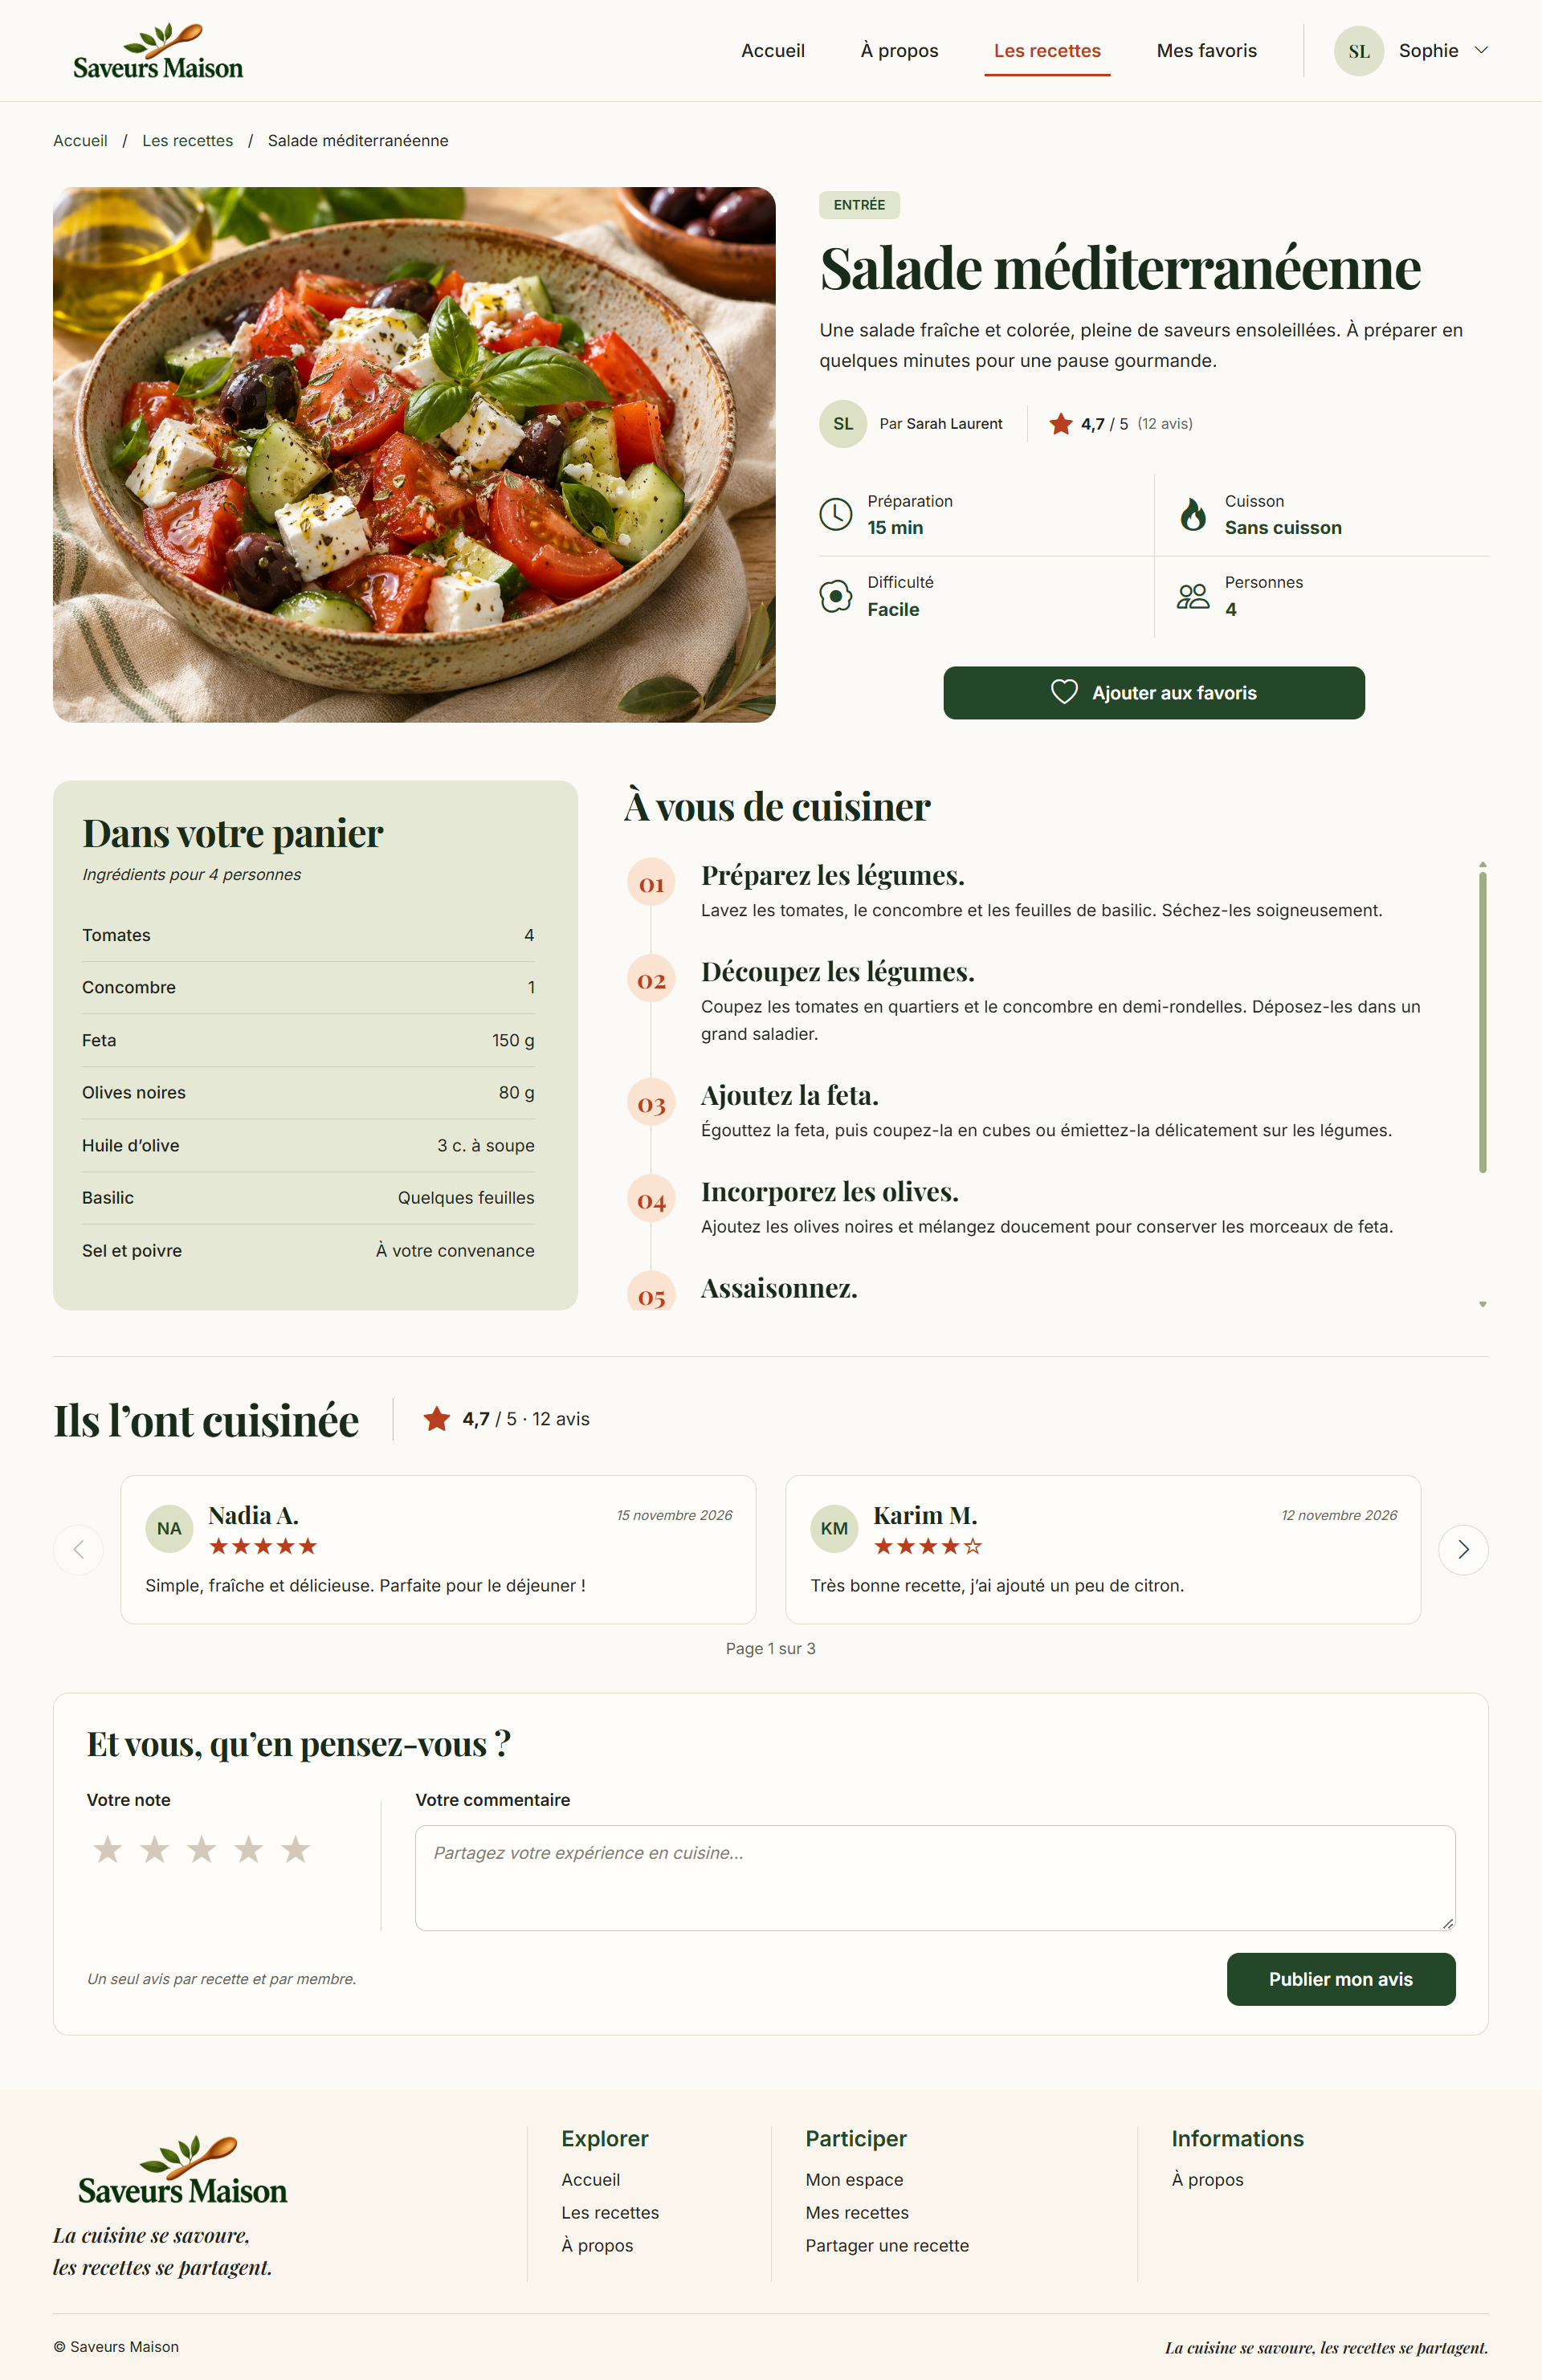 Saveurs Maison
Accueil
À propos
Les recettes
Mes favoris
SL
Sophie
Accueil / Les recettes / Salade méditerranéenne
ENTRÉE
Salade méditerranéenne
Une salade fraîche et colorée, pleine de saveurs ensoleillées. À préparer en
quelques minutes pour une pause gourmande.
SL
Par Sarah Laurent
4,7 / 5 (12 avis)
Préparation
15 min
Cuisson
Sans cuisson
Difficulté
Facile
Personnes
4
Ajouter aux favoris
Dans votre panier
Ingrédients pour 4 personnes
Tomates 4
Concombre 1
Feta 150 g
Olives noires 80 g
Huile d’olive 3 c. à soupe
Basilic Quelques feuilles
Sel et poivre À votre convenance
À vous de cuisiner
01 Préparez les légumes.
Lavez les tomates, le concombre et les feuilles de basilic. Séchez-les soigneusement.
02 Découpez les légumes.
Coupez les tomates en quartiers et le concombre en demi-rondelles. Déposez-les dans un
grand saladier.
03 Ajoutez la feta.
Égouttez la feta, puis coupez-la en cubes ou émiettez-la délicatement sur les légumes.
04 Incorporez les olives.
Ajoutez les olives noires et mélangez doucement pour conserver les morceaux de feta.
05 Assaisonnez.
Ils l’ont cuisinée
4,7 / 5 · 12 avis
NA
Nadia A.
15 novembre 2026
★★★★★
Simple, fraîche et délicieuse. Parfaite pour le déjeuner !
KM
Karim M.
12 novembre 2026
★★★★☆
Très bonne recette, j’ai ajouté un peu de citron.
Page 1 sur 3
Et vous, qu’en pensez-vous ?
Votre note
★ ★ ★ ★ ★
Votre commentaire
Partagez votre expérience en cuisine…
Un seul avis par recette et par membre.
Publier mon avis
Saveurs Maison
La cuisine se savoure,
les recettes se partagent.
Explorer
Accueil
Les recettes
À propos
Participer
Mon espace
Mes recettes
Partager une recette
Informations
À propos
© Saveurs Maison
La cuisine se savoure, les recettes se partagent.